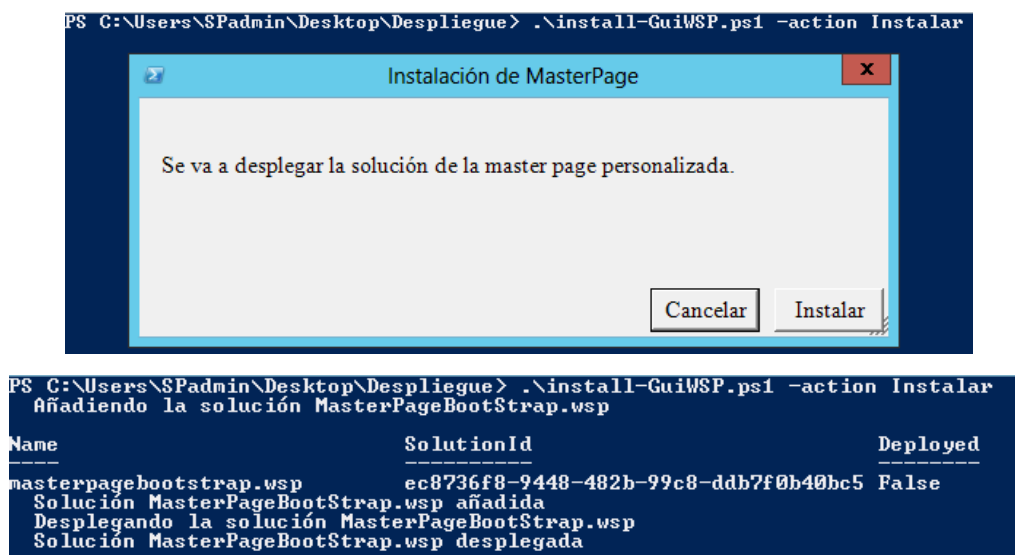 PS C:\Users\SPadmin\Desktop\Despliegue> .\install-GuiWSP.ps1 -action Instalar
Instalación de MasterPage
x
Se va a desplegar la solución de la master page personalizada.
Cancelar Instalar
PS C:\Users\SPadmin\Desktop\Despliegue> .\install-GuiWSP.ps1 -action Instalar
Añadiendo la solución MasterPageBootStrap.wsp
Name SolutionId Deployed
---- ---------- --------
masterpagebootstrap.wsp ec8736f8-9448-482b-99c8-ddb7f0b40bc5 False
Solución MasterPageBootStrap.wsp añadida
Desplegando la solución MasterPageBootStrap.wsp
Solución MasterPageBootStrap.wsp desplegada